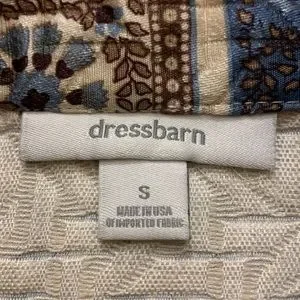 dressbarn
S
MADE IN USA
OF IMPORTED FABRIC